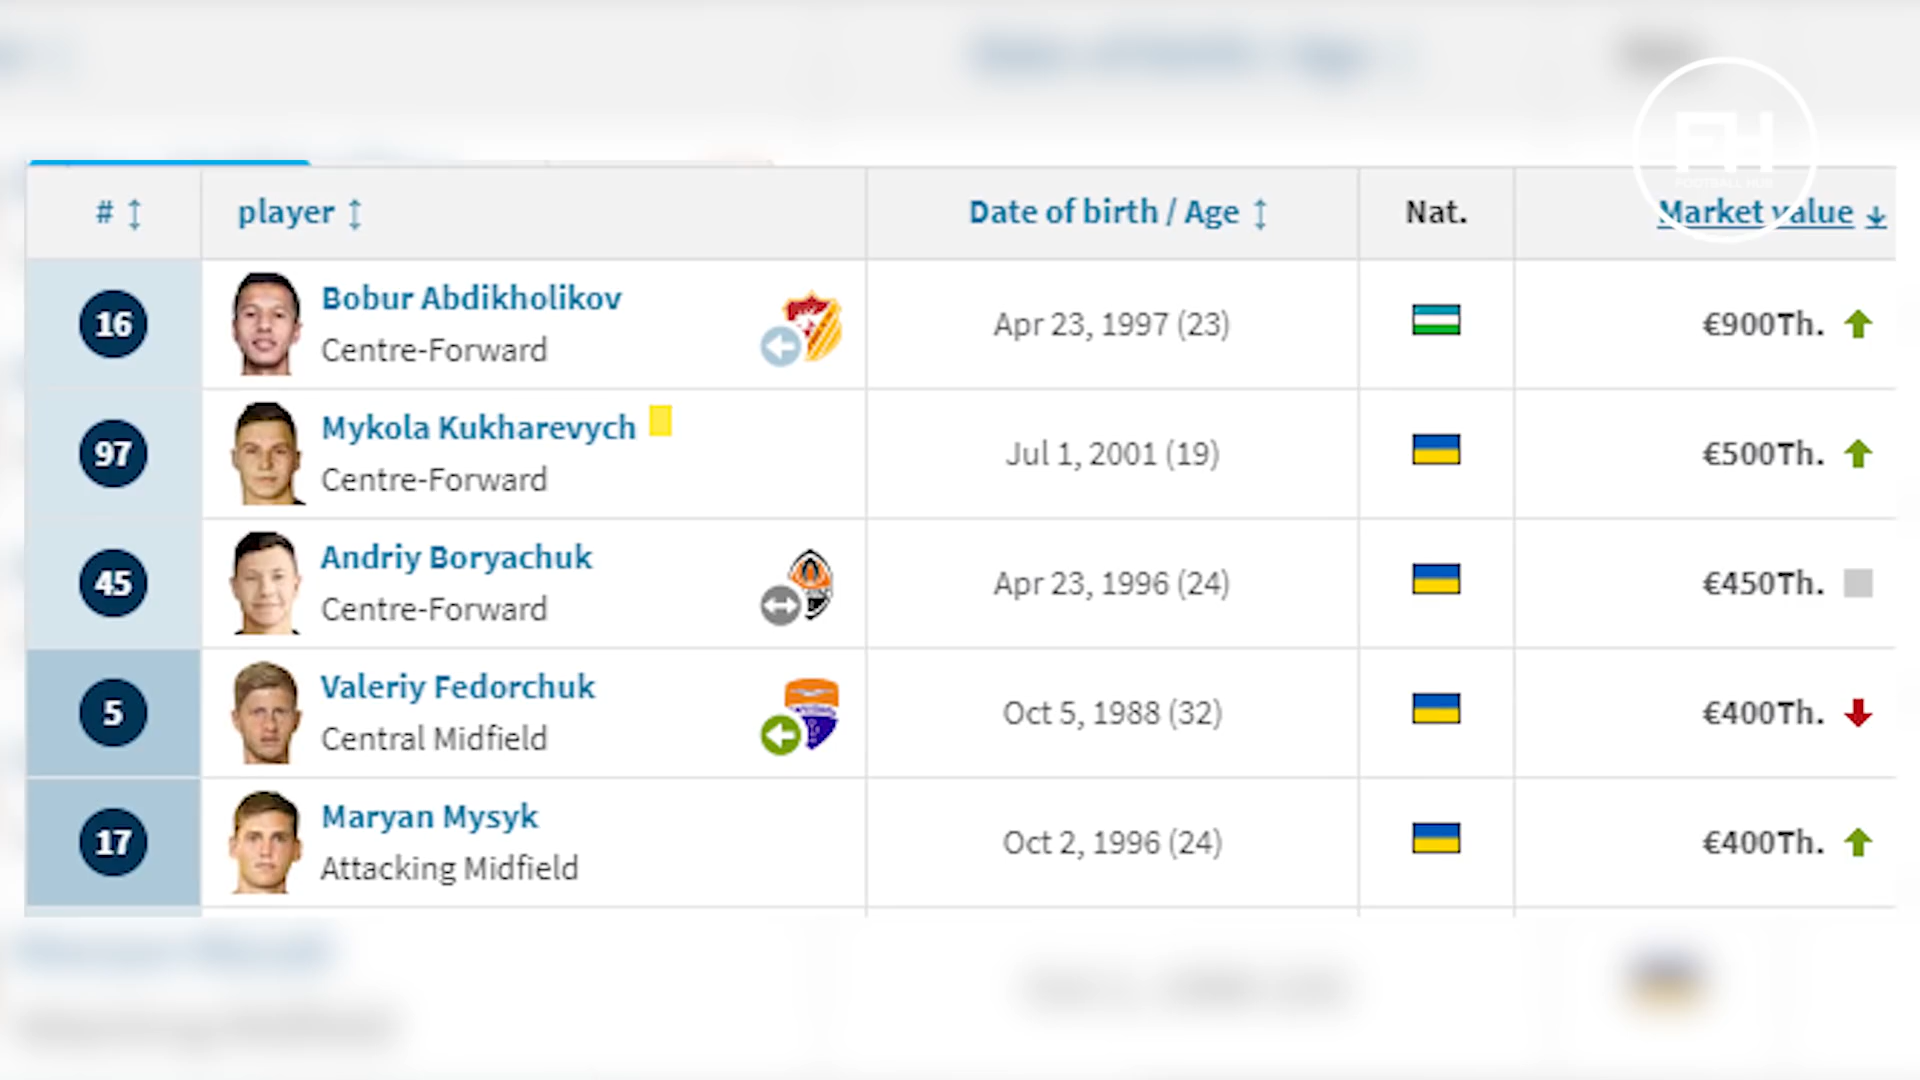 # player Date of birth / Age Nat. Market value
FH
FOOTBALL HUB
16 Bobur Abdikholikov Apr 23, 1997 (23) €900Th.
Centre-Forward
97 Mykola Kukharevych Jul 1, 2001 (19) €500Th.
Centre-Forward
45 Andriy Boryachuk Apr 23, 1996 (24) €450Th.
Centre-Forward
5 Valeriy Fedorchuk Oct 5, 1988 (32) €400Th.
Central Midfield
17 Maryan Mysyk Oct 2, 1996 (24) €400Th.
Attacking Midfield